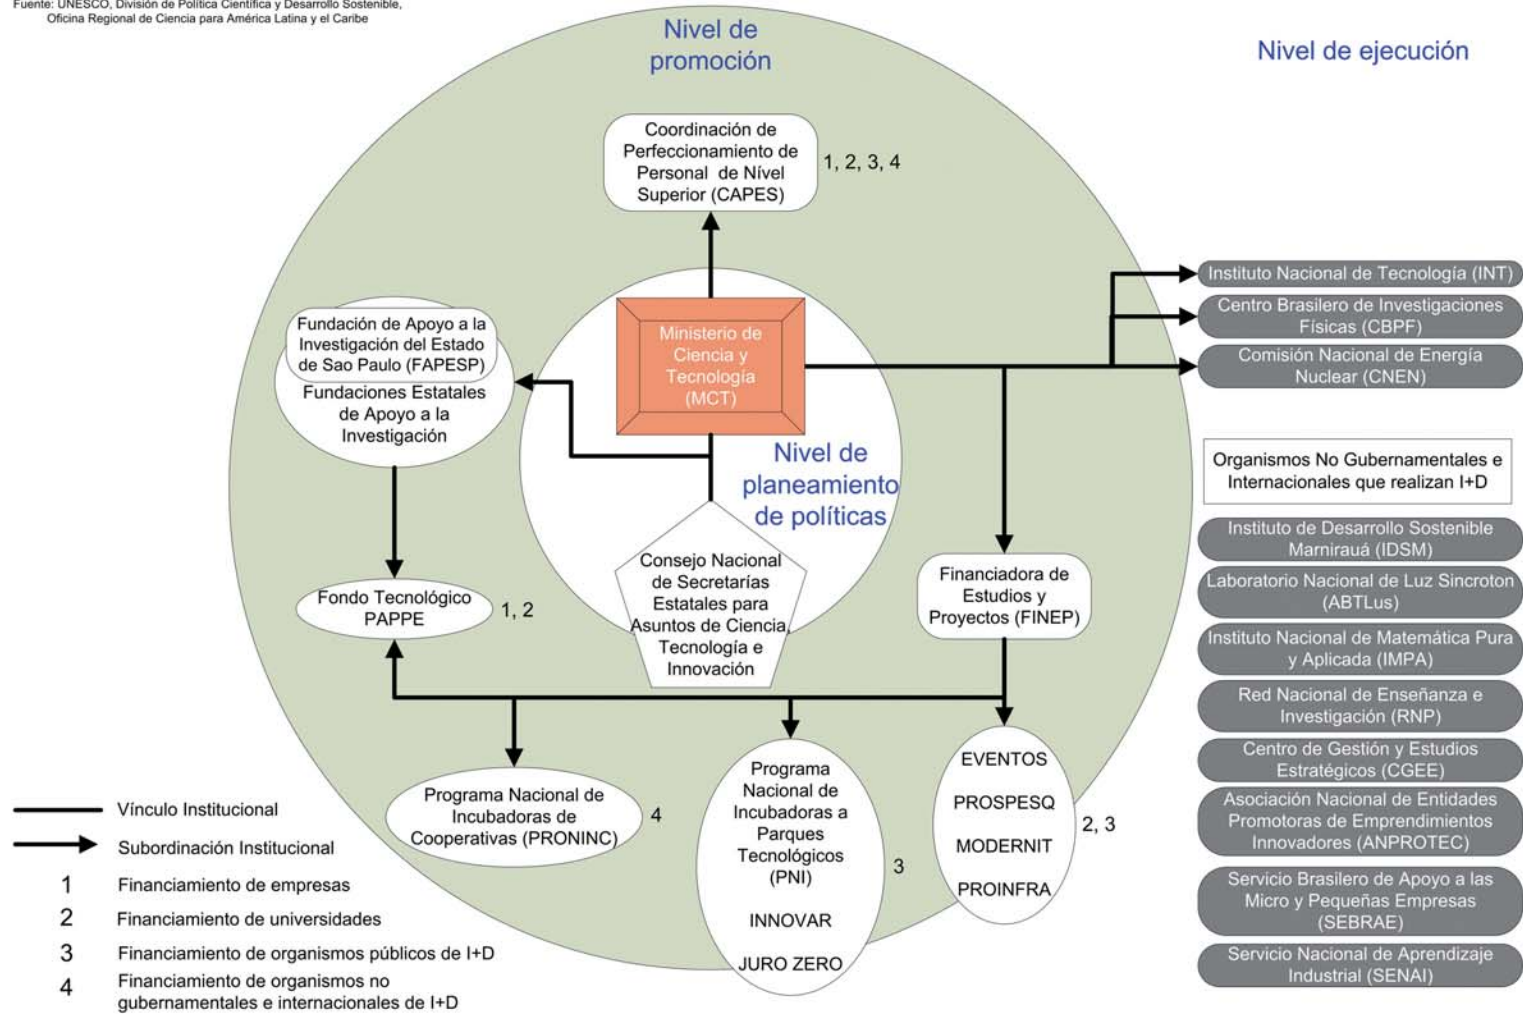 Fuente: UNESCO, División de Política Científica y Desarrollo Sostenible,
Oficina Regional de Ciencia para América Latina y el Caribe
Nivel de
promoción
Nivel de ejecución
Coordinación de
Perfeccionamiento de
Personal de Nível
Superior (CAPES)
1, 2, 3, 4
Fundación de Apoyo a la
Investigación del Estado
de Sao Paulo (FAPESP)
Fundaciones Estatales
de Apoyo a la
Investigación
Ministerio de
Ciencia y
Tecnología
(MCT)
Nivel de
planeamiento
de políticas
Consejo Nacional
de Secretarías
Estatales para
Asuntos de Ciencia,
Tecnología e
Innovación
Fondo Tecnológico
PAPPE
1, 2
Financiadora de
Estudios y
Proyectos (FINEP)
Programa Nacional de
Incubadoras de
Cooperativas (PRONINC)
4
Programa
Nacional de
Incubadoras a
Parques
Tecnológicos
(PNI)
INNOVAR
JURO ZERO
3
EVENTOS
PROSPESQ
MODERNIT
PROINFRA
2, 3
Instituto Nacional de Tecnología (INT)
Centro Brasilero de Investigaciones
Físicas (CBPF)
Comisión Nacional de Energía
Nuclear (CNEN)
Organismos No Gubernamentales e
Internacionales que realizan I+D
Instituto de Desarrollo Sostenible
Marnirauá (IDSM)
Laboratorio Nacional de Luz Sincroton
(ABTLus)
Instituto Nacional de Matemática Pura
y Aplicada (IMPA)
Red Nacional de Enseñanza e
Investigación (RNP)
Centro de Gestión y Estudios
Estratégicos (CGEE)
Asociación Nacional de Entidades
Promotoras de Emprendimientos
Innovadores (ANPROTEC)
Servicio Brasilero de Apoyo a las
Micro y Pequeñas Empresas
(SEBRAE)
Servicio Nacional de Aprendizaje
Industrial (SENAI)
Vínculo Institucional
Subordinación Institucional
1 Financiamiento de empresas
2 Financiamiento de universidades
3 Financiamiento de organismos públicos de I+D
4 Financiamiento de organismos no
gubernamentales e internacionales de I+D